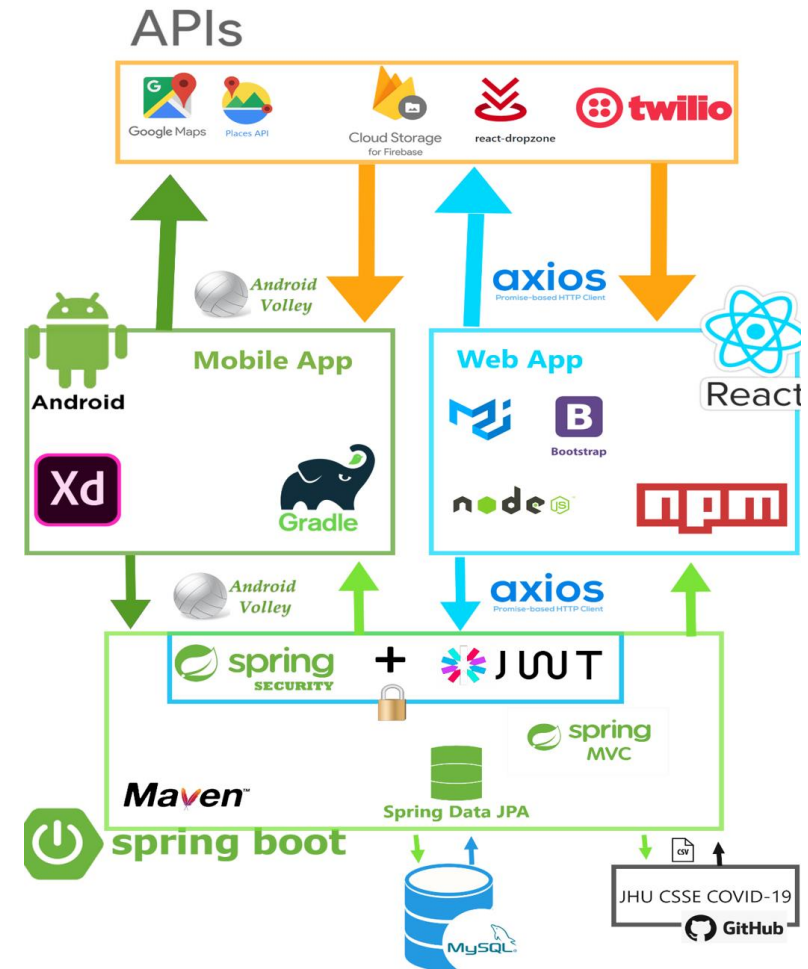 APIs
Google Maps
Places API
Cloud Storage
for Firebase
react-dropzone
twilio
Android
Volley
axios
Promise-based HTTP Client
Mobile App
Android
Xd
Gradle
Web App
React
B
Bootstrap
node JS
npm
Android
Volley
axios
Promise-based HTTP Client
spring
SECURITY
+
JWT
spring
MVC
Maven™
Spring Data JPA
spring boot
MySQL
CSV
JHU CSSE COVID-19
GitHub